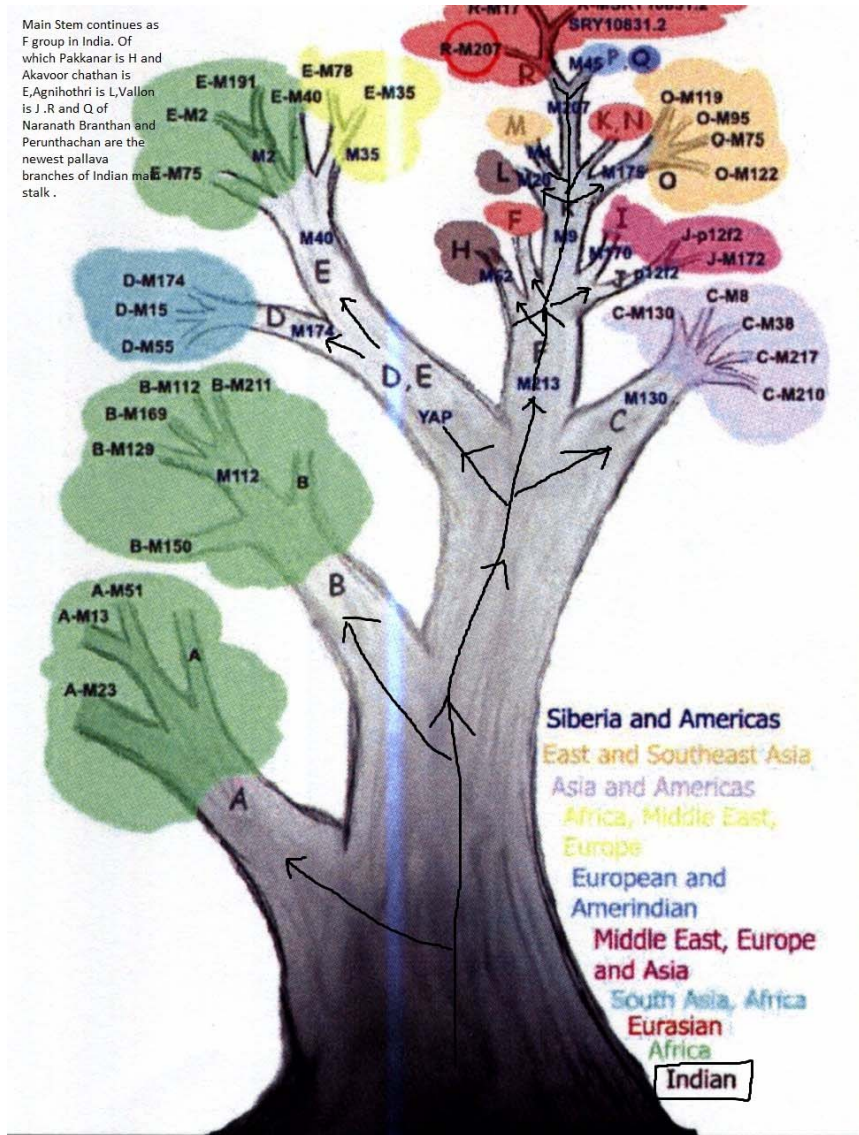 Main Stem continues as
F group in India. Of
which Pakkanar is H and
Akavoor chathan is
E,Agnihothri is L,Vallon
is J .R and Q of
Naranath Branthan and
Perunthachan are the
newest pallava
branches of Indian main
stalk .
R-M17
SRY10831.2
R-M207
R
M45
P,Q
M207
E-M191
E-M78
E-M40
E-M35
E-M2
M2
M35
E-M75
M40
E
M
M4
K,N
L
M20
M175
O-M119
O-M95
O-M75
O-M122
O
K
F
I
H
M9
M170
M52
J
p12f2
J-p12f2
J-M172
D-M174
D-M15
D-M55
D
M174
D,E
YAP
F
M213
C-M130
C-M8
C-M38
C-M217
C-M210
M130
C
B-M112
B-M211
B-M169
B-M129
M112
B
B-M150
B
A-M51
A-M13
A
A-M23
A
Siberia and Americas
East and Southeast Asia
Asia and Americas
Africa, Middle East,
Europe
European and
Amerindian
Middle East, Europe
and Asia
South Asia, Africa
Eurasian
Africa
Indian